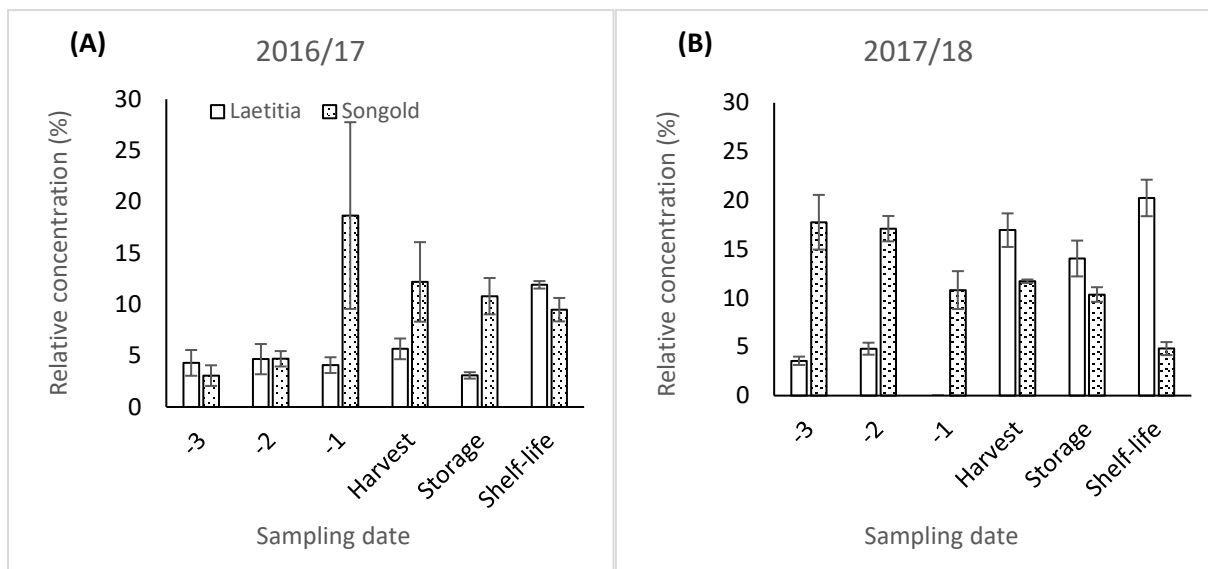 (A)
2016/17
Relative concentration (%)
30
25
20
15
10
5
0
Laetitia Songold
-3 -2 -1 Harvest Storage Shelf-life
Sampling date
(B)
2017/18
Relative concentration (%)
30
25
20
15
10
5
0
-3 -2 -1 Harvest Storage Shelf-life
Sampling date